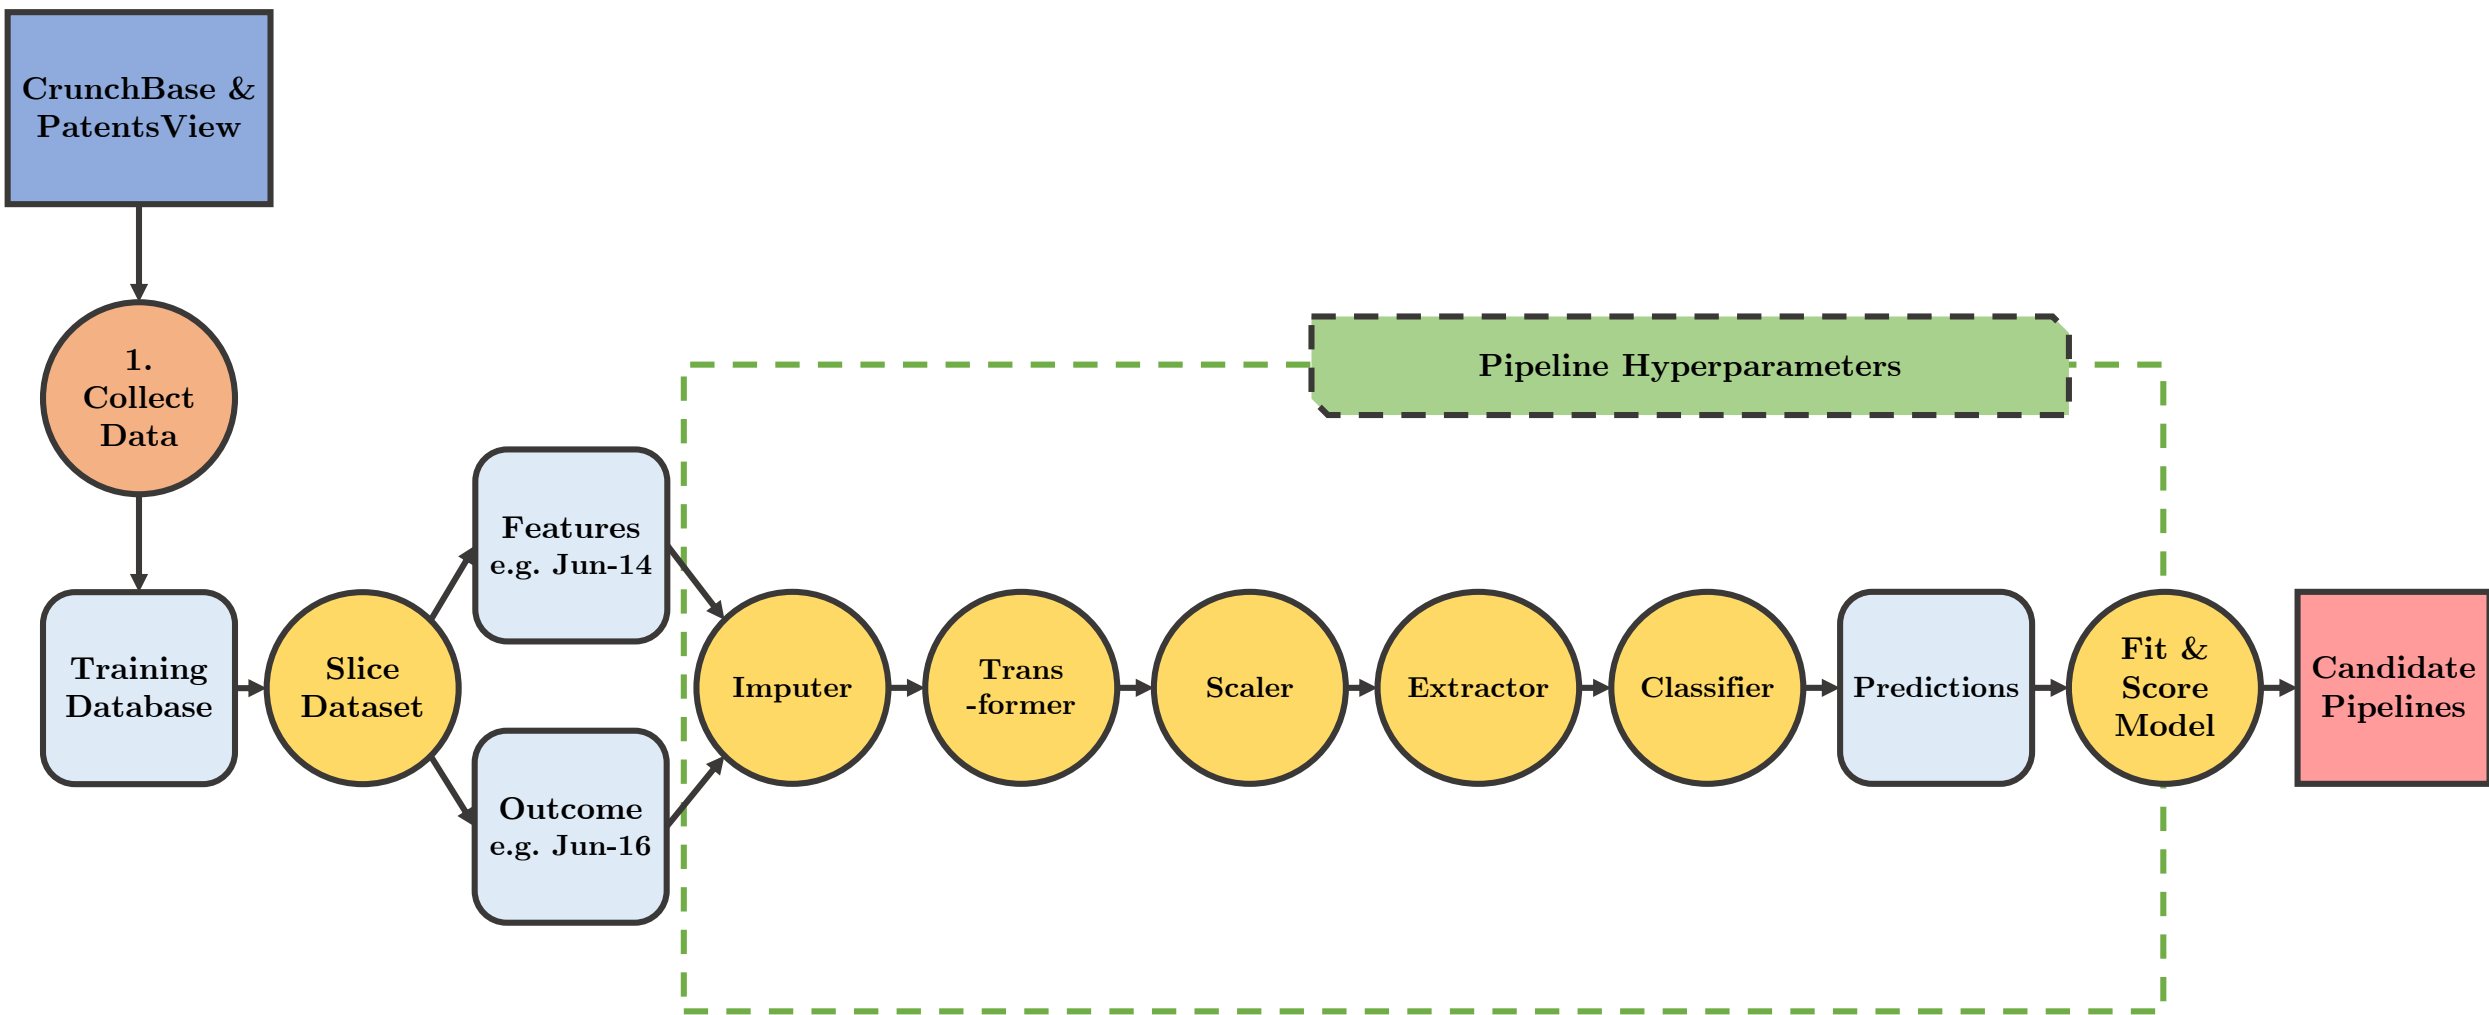 CrunchBase &
PatentsView
1.
Collect
Data
Training
Database
Slice
Dataset
Features
e.g. Jun-14
Outcome
e.g. Jun-16
Pipeline Hyperparameters
Imputer
Trans
-former
Scaler
Extractor
Classifier
Predictions
Fit &
Score
Model
Candidate
Pipelines